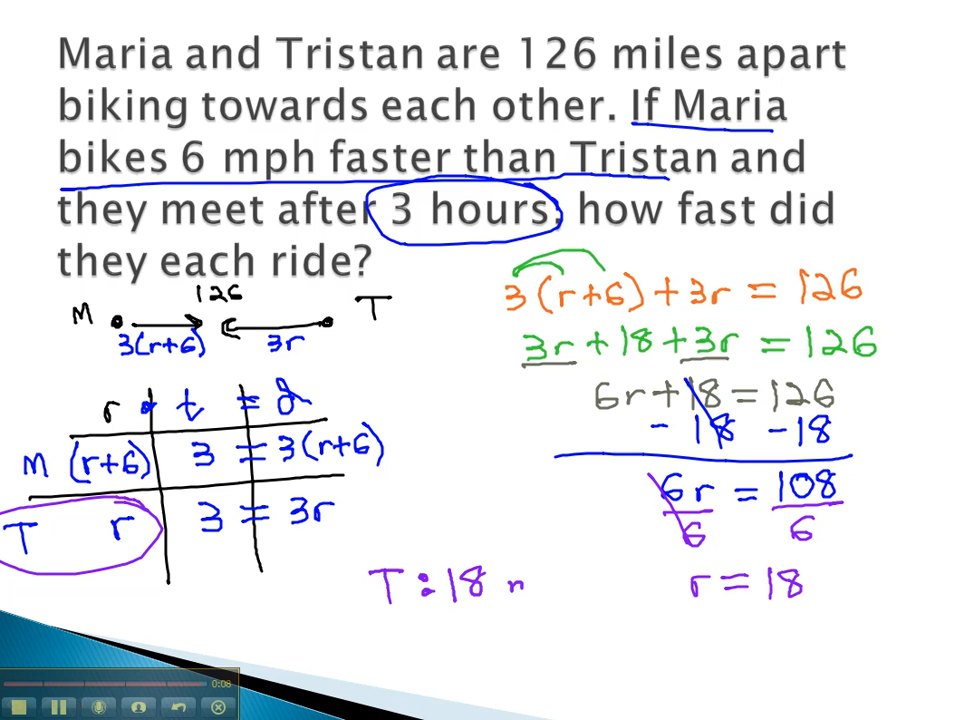 Maria and Tristan are 126 miles apart
biking towards each other. If Maria
bikes 6 mph faster than Tristan and
they meet after 3 hours, how fast did
they each ride?
126
M T
3(r+6) 3r
r · t = d
M (r+6) 3 = 3(r+6)
T r 3 = 3r
3(r+6)+3r = 126
3r+18+3r = 126
6r+18 = 126
- 18 -18
6r = 108
6 6
r = 18
T : 18
0:08